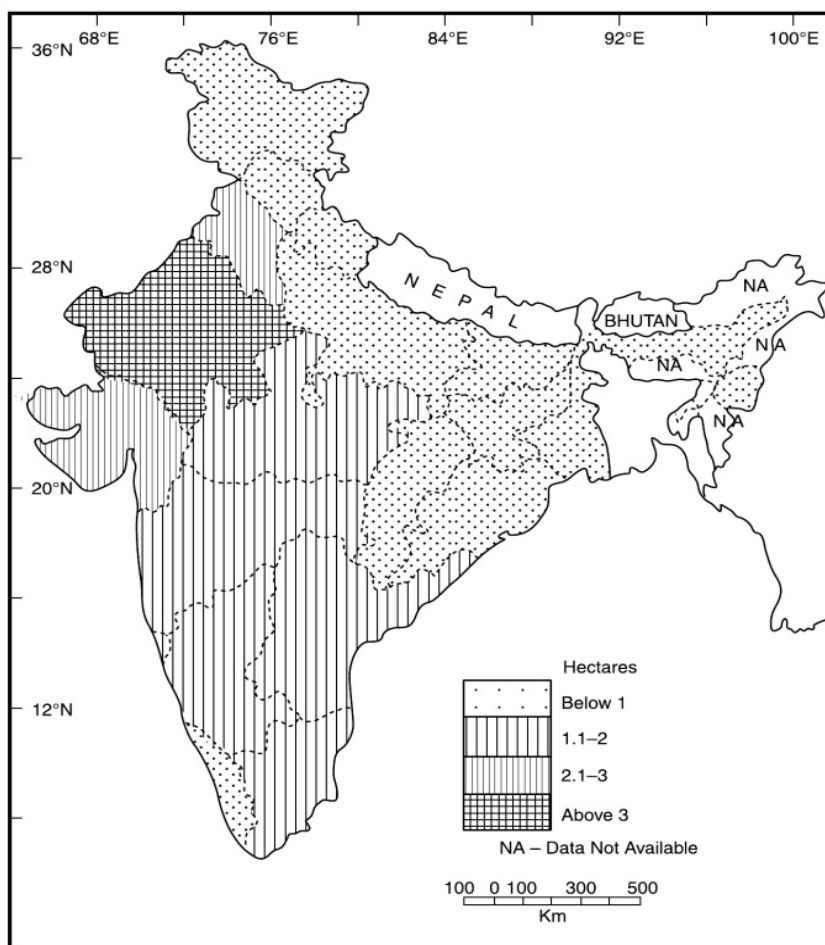 68°E 76°E 84°E 92°E 100°E
36°N
28°N
20°N
12°N
NEPAL
BHUTAN
NA
NA
NA
NA
Hectares
Below 1
1.1–2
2.1–3
Above 3
NA – Data Not Available
100 0 100 300 500
Km